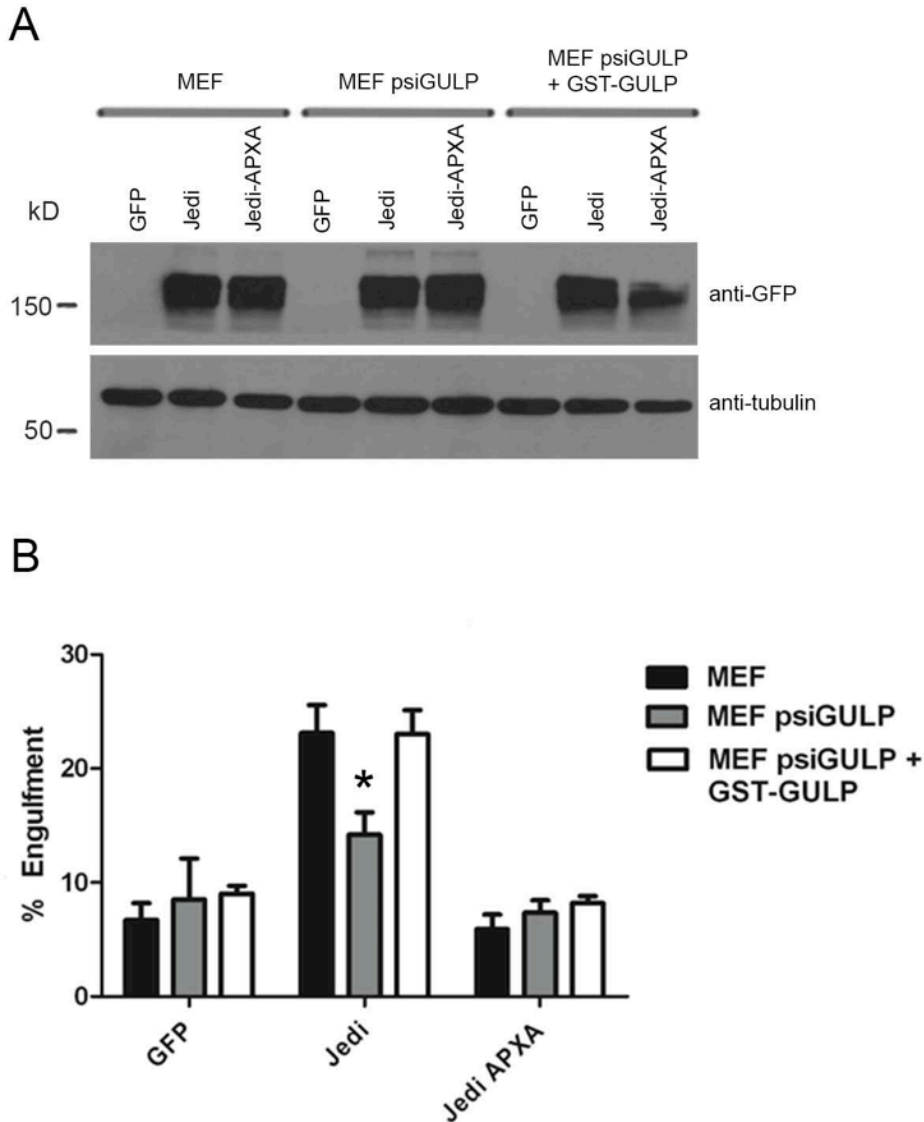 A
MEF
MEF psiGULP
MEF psiGULP
+ GST-GULP
kD
GFP
Jedi
Jedi-APXA
GFP
Jedi
Jedi-APXA
GFP
Jedi
Jedi-APXA
150
anti-GFP
50
anti-tubulin
B
% Engulfment
30
20
10
0
*
GFP
Jedi
Jedi APXA
MEF
MEF psiGULP
MEF psiGULP +
GST-GULP